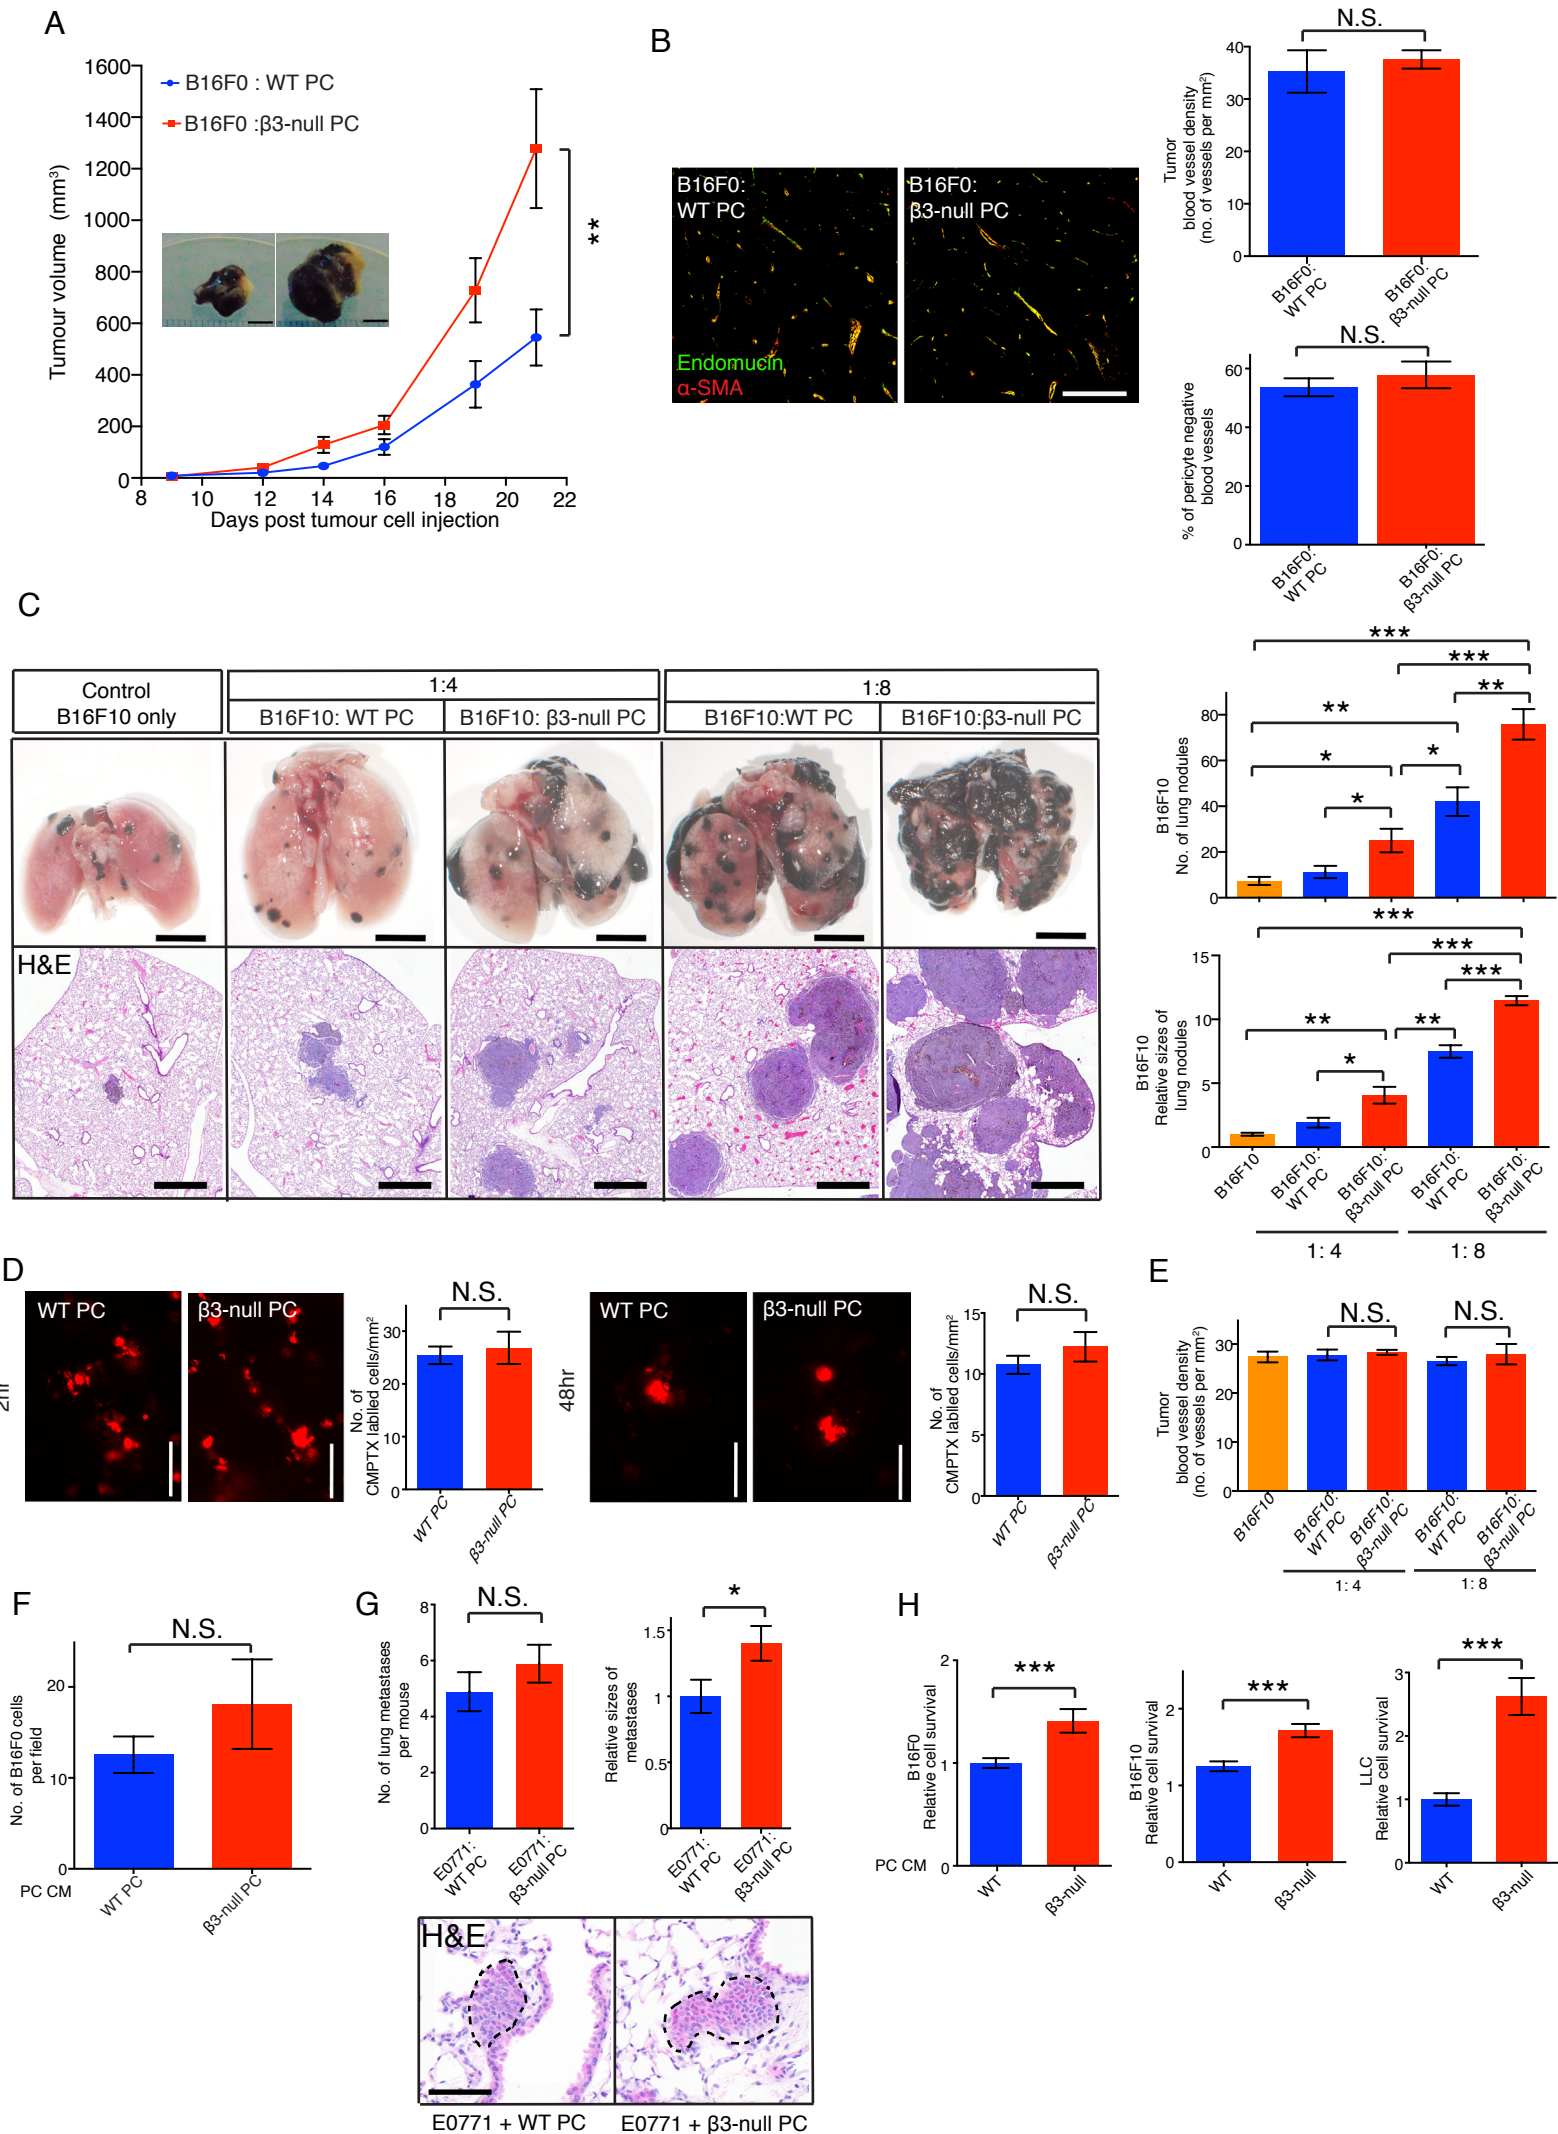 A
1600
1400
1200
1000
800
600
400
200
0
8 10 12 14 16 18 20 22
Tumour volume (mm³)
Days post tumour cell injection
B16F0 : WT PC
B16F0 :β3-null PC
**
B
B16F0:
WT PC
Endomucin
α-SMA
B16F0:
β3-null PC
N.S.
Tumor
blood vessel density
(no. of vessels per mm²)
40
30
20
10
0
B16F0:
WT PC
B16F0:
β3-null PC
N.S.
% of pericyte negative
blood vessels
60
40
20
0
B16F0:
WT PC
B16F0:
β3-null PC
C
Control
B16F10 only
1:4
B16F10: WT PC
B16F10: β3-null PC
1:8
B16F10:WT PC
B16F10:β3-null PC
H&E
***
***
**
**
*
*
*
B16F10
No. of lung nodules
80
60
40
20
0
***
***
***
**
**
*
B16F10
Relative sizes of
lung nodules
15
10
5
0
B16F10
B16F10:
WT PC
B16F10:
β3-null PC
B16F10:
WT PC
B16F10:
β3-null PC
1: 4
1: 8
D
2hr
WT PC
β3-null PC
N.S.
No. of
CMPTX lablled cells/mm²
30
20
10
0
WT PC
β3-null PC
48hr
WT PC
β3-null PC
N.S.
No. of
CMPTX lablled cells/mm²
15
10
5
0
WT PC
β3-null PC
E
N.S.
N.S.
Tumor
blood vessel density
(no. of vessels per mm²)
30
20
10
0
B16F10
B16F10:
WT PC
B16F10:
β3-null PC
B16F10:
WT PC
B16F10:
β3-null PC
1: 4
1: 8
F
N.S.
No. of B16F0 cells
per field
20
10
0
PC CM
WT PC
β3-null PC
G
N.S.
No. of lung metastases
per mouse
8
6
4
2
0
E0771:
WT PC
E0771:
β3-null PC
*
Relative sizes of
metastases
1.5
1
0.5
0
E0771:
WT PC
E0771:
β3-null PC
H&E
E0771 + WT PC
E0771 + β3-null PC
H
***
B16F0
Relative cell survival
2
1
0
PC CM
WT
β3-null
***
B16F10
Relative cell survival
2
1
0
WT
β3-null
***
LLC
Relative cell survival
3
2
1
0
WT
β3-null